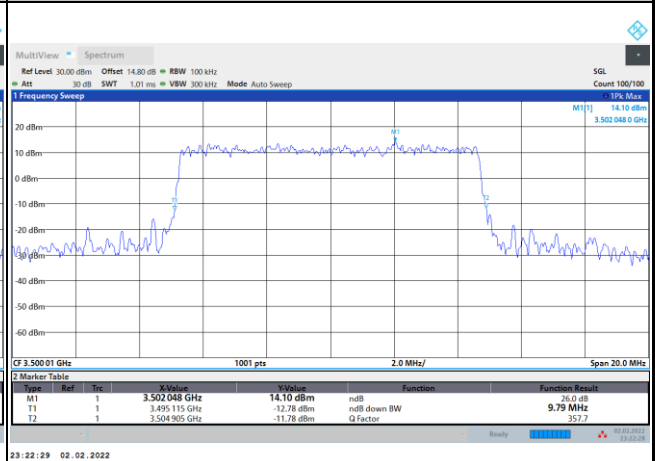 MultiView Spectrum
Ref Level 30.00 dBm Offset 14.80 dB RBW 100 kHz SGL
Att 30 dB SWT 1.01 ms VBW 300 kHz Mode Auto Sweep Count 100/100
1 Frequency Sweep 1Pk Max
M1[1] 14.10 dBm
3.502 048 0 GHz
M1
20 dBm
10 dBm
0 dBm
T1
T2
-10 dBm
-20 dBm
-30 dBm
-40 dBm
-50 dBm
-60 dBm
CF 3.500 01 GHz 1001 pts 2.0 MHz/ Span 20.0 MHz
2 Marker Table
Type Ref Trc X-Value Y-Value Function Function Result
M1 1 3.502 048 GHz 14.10 dBm ndB 26.0 dB
T1 1 3.495 115 GHz -12.78 dBm ndB down BW 9.79 MHz
T2 1 3.504 905 GHz -11.78 dBm Q Factor 357.7
Ready 02.02.2022
23:22:28
23:22:29 02.02.2022